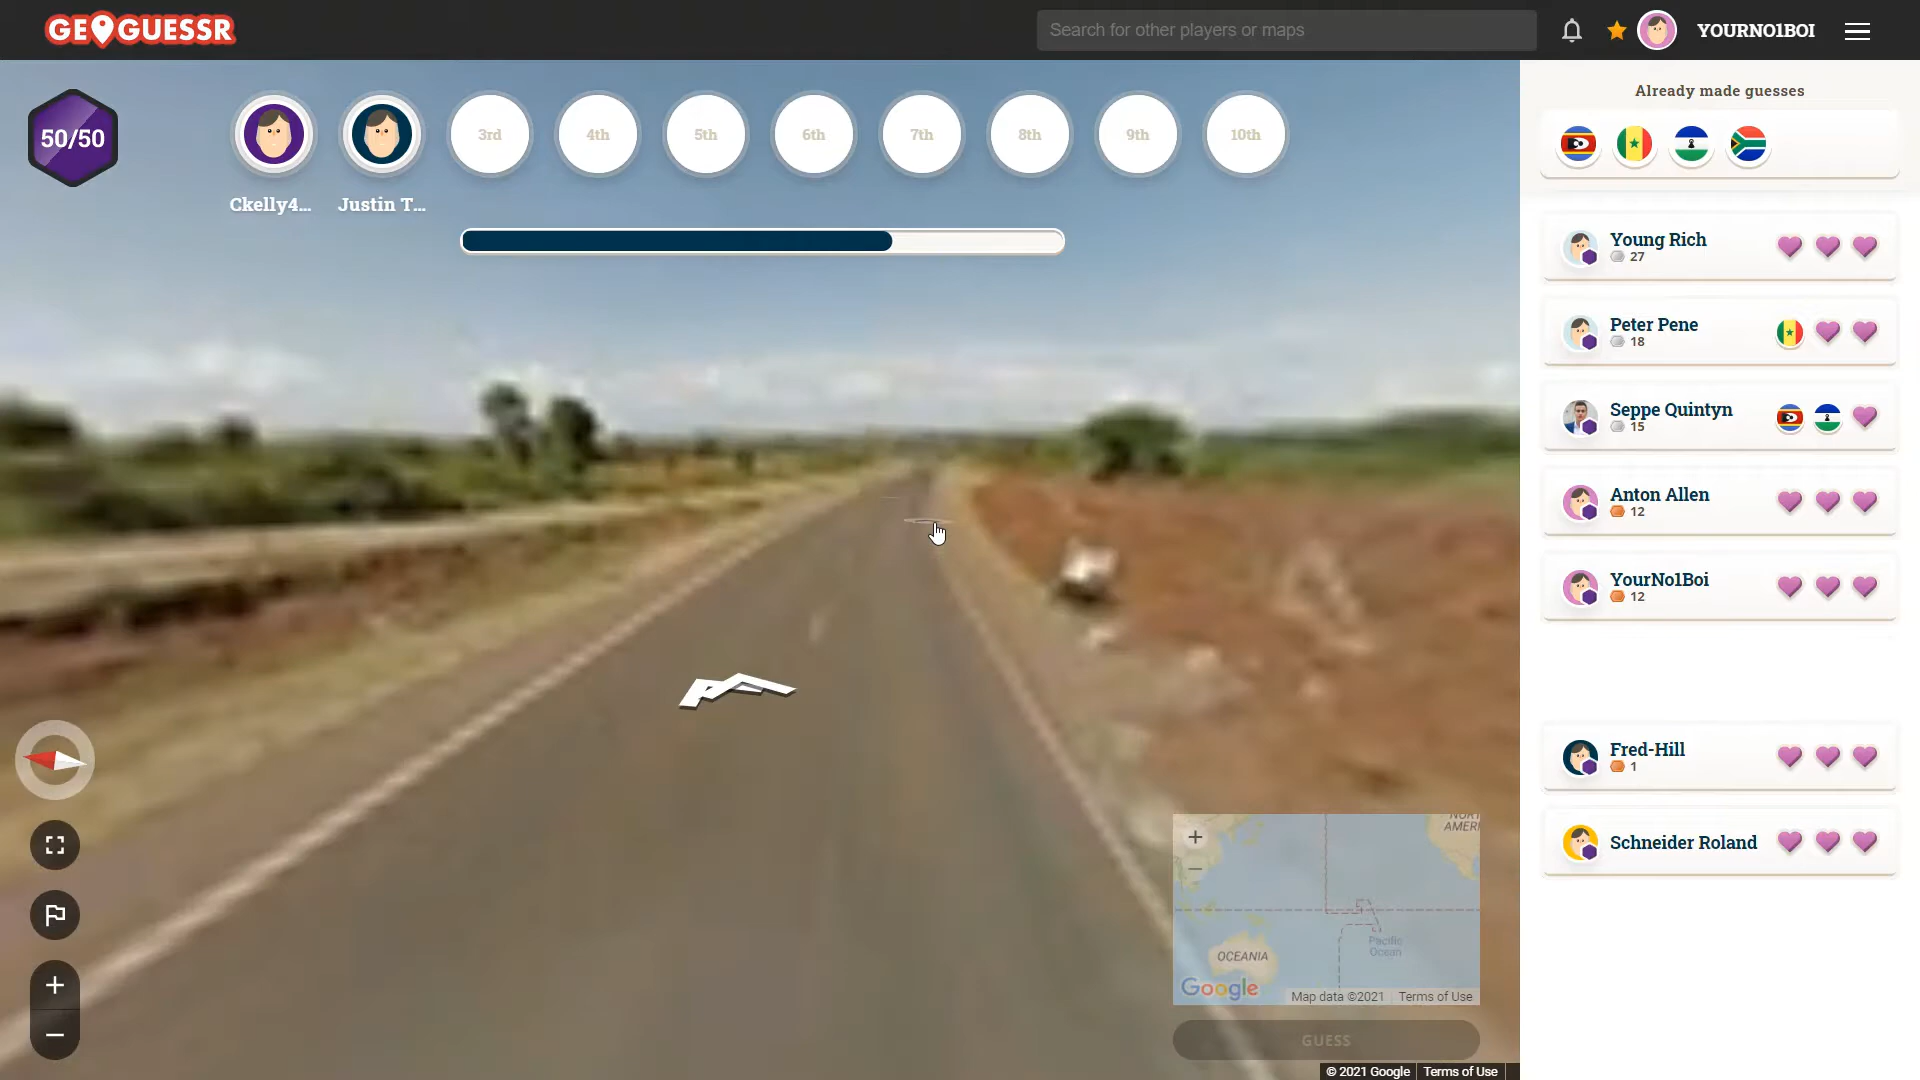 GEOGUESSR
Search for other players or maps
YOURNO1BOI
50/50
3rd
4th
5th
6th
7th
8th
9th
10th
Ckelly4...
Justin T...
Already made guesses
Young Rich
27
Peter Pene
18
Seppe Quintyn
15
Anton Allen
12
YourNo1Boi
12
Fred-Hill
1
Schneider Roland
NORT
AMERI
OCEANIA
Pacific
Ocean
Google
Map data ©2021
Terms of Use
GUESS
© 2021 Google
Terms of Use